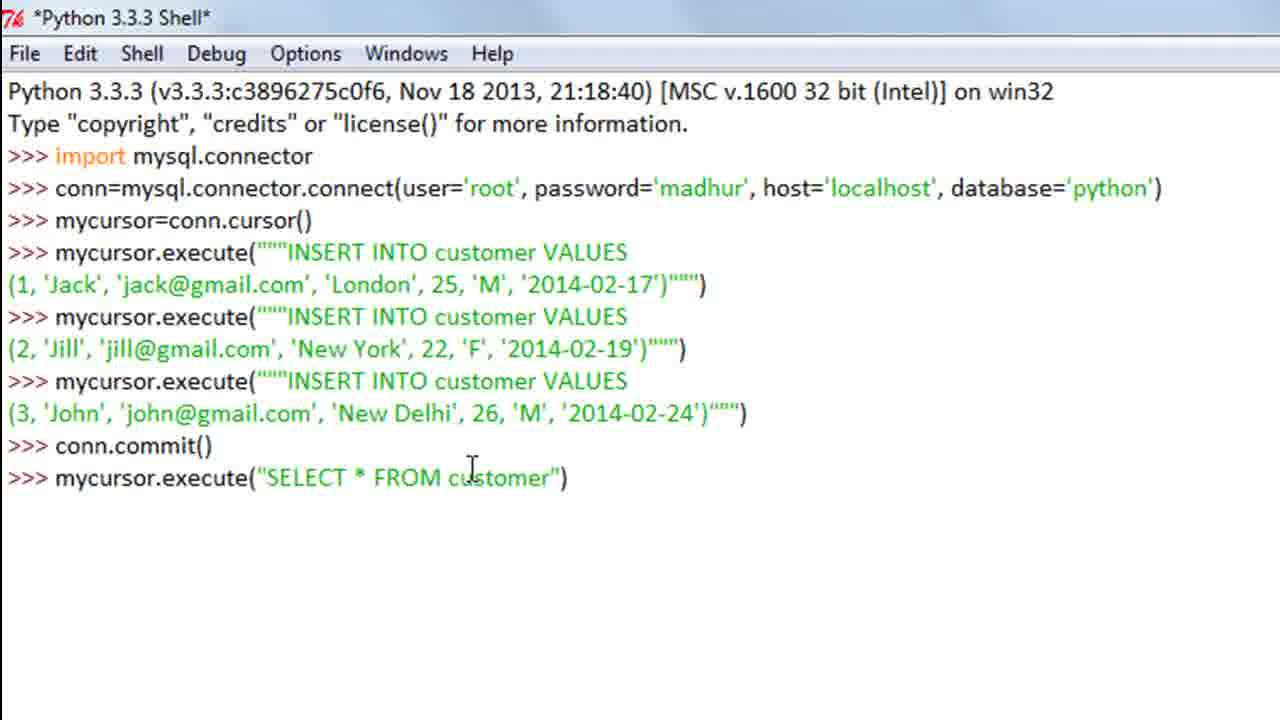 *Python 3.3.3 Shell*
File Edit Shell Debug Options Windows Help
Python 3.3.3 (v3.3.3:c3896275c0f6, Nov 18 2013, 21:18:40) [MSC v.1600 32 bit (Intel)] on win32
Type "copyright", "credits" or "license()" for more information.
>>> import mysql.connector
>>> conn=mysql.connector.connect(user='root', password='madhur', host='localhost', database='python')
>>> mycursor=conn.cursor()
>>> mycursor.execute("""INSERT INTO customer VALUES
(1, 'Jack', 'jack@gmail.com', 'London', 25, 'M', '2014-02-17')""")
>>> mycursor.execute("""INSERT INTO customer VALUES
(2, 'Jill', 'jill@gmail.com', 'New York', 22, 'F', '2014-02-19')""")
>>> mycursor.execute("""INSERT INTO customer VALUES
(3, 'John', 'john@gmail.com', 'New Delhi', 26, 'M', '2014-02-24')""")
>>> conn.commit()
>>> mycursor.execute("SELECT * FROM customer")